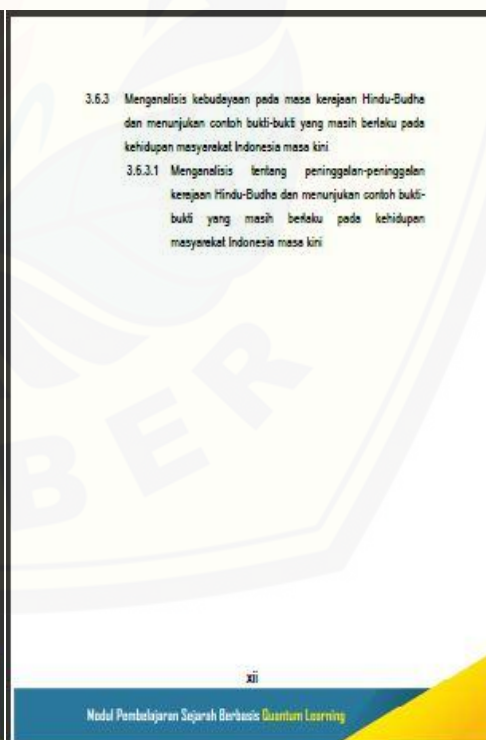 3.6.3 Menganalisis kebudayaan pada masa kerajaan Hindu-Budha
dan menunjukan contoh bukti-bukti yang masih berlaku pada
kehidupan masyarakat Indonesia masa kini
3.6.3.1 Menganalisis tentang peninggalan-peninggalan
kerajaan Hindu-Budha dan menunjukan contoh bukti-
bukti yang masih berlaku pada kehidupan
masyarakat Indonesia masa kini
BER
xii
Modul Pembelajaran Sejarah Berbasis Quantum Learning